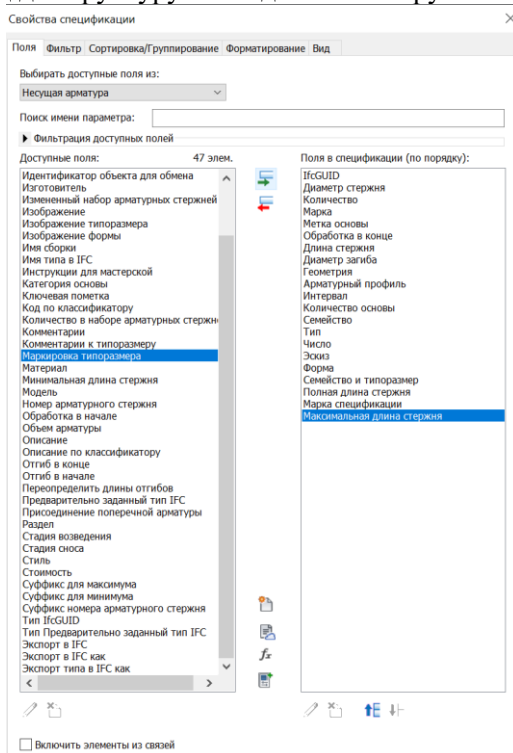 Свойства спецификации
Поля Фильтр Сортировка/Группирование Форматирование Вид
Выбирать доступные поля из:
Несущая арматура
Поиск имени параметра:
Фильтрация доступных полей
Доступные поля: 47 элем.
Идентификатор объекта для обмена
Изготовитель
Измененный набор арматурных стержней
Изображение
Изображение типоразмера
Изображение формы
Имя сборки
Имя типа в IFC
Инструкции для мастерской
Категория основы
Ключевая пометка
Код по классификатору
Количество в наборе арматурных стержн
Комментарии
Комментарии к типоразмеру
Маркировка типоразмера
Материал
Минимальная длина стержня
Модель
Номер арматурного стержня
Обработка в начале
Объем арматуры
Описание
Описание по классификатору
Отгиб в конце
Отгиб в начале
Переопределить длины отгибов
Предварительно заданный тип IFC
Присоединение поперечной арматуры
Раздел
Стадия возведения
Стадия сноса
Стиль
Стоимость
Суффикс для максимума
Суффикс для минимума
Суффикс номера арматурного стержня
Тип IfcGUID
Тип Предварительно заданный тип IFC
Экспорт в IFC
Экспорт в IFC как
Экспорт типа в IFC как
Поля в спецификации (по порядку):
IfcGUID
Диаметр стержня
Количество
Марка
Метка основы
Обработка в конце
Длина стержня
Диаметр загиба
Геометрия
Арматурный профиль
Интервал
Количество основы
Семейство
Тип
Число
Эскиз
Форма
Семейство и типоразмер
Полная длина стержня
Марка спецификации
Максимальная длина стержня
fx
Включить элементы из связей